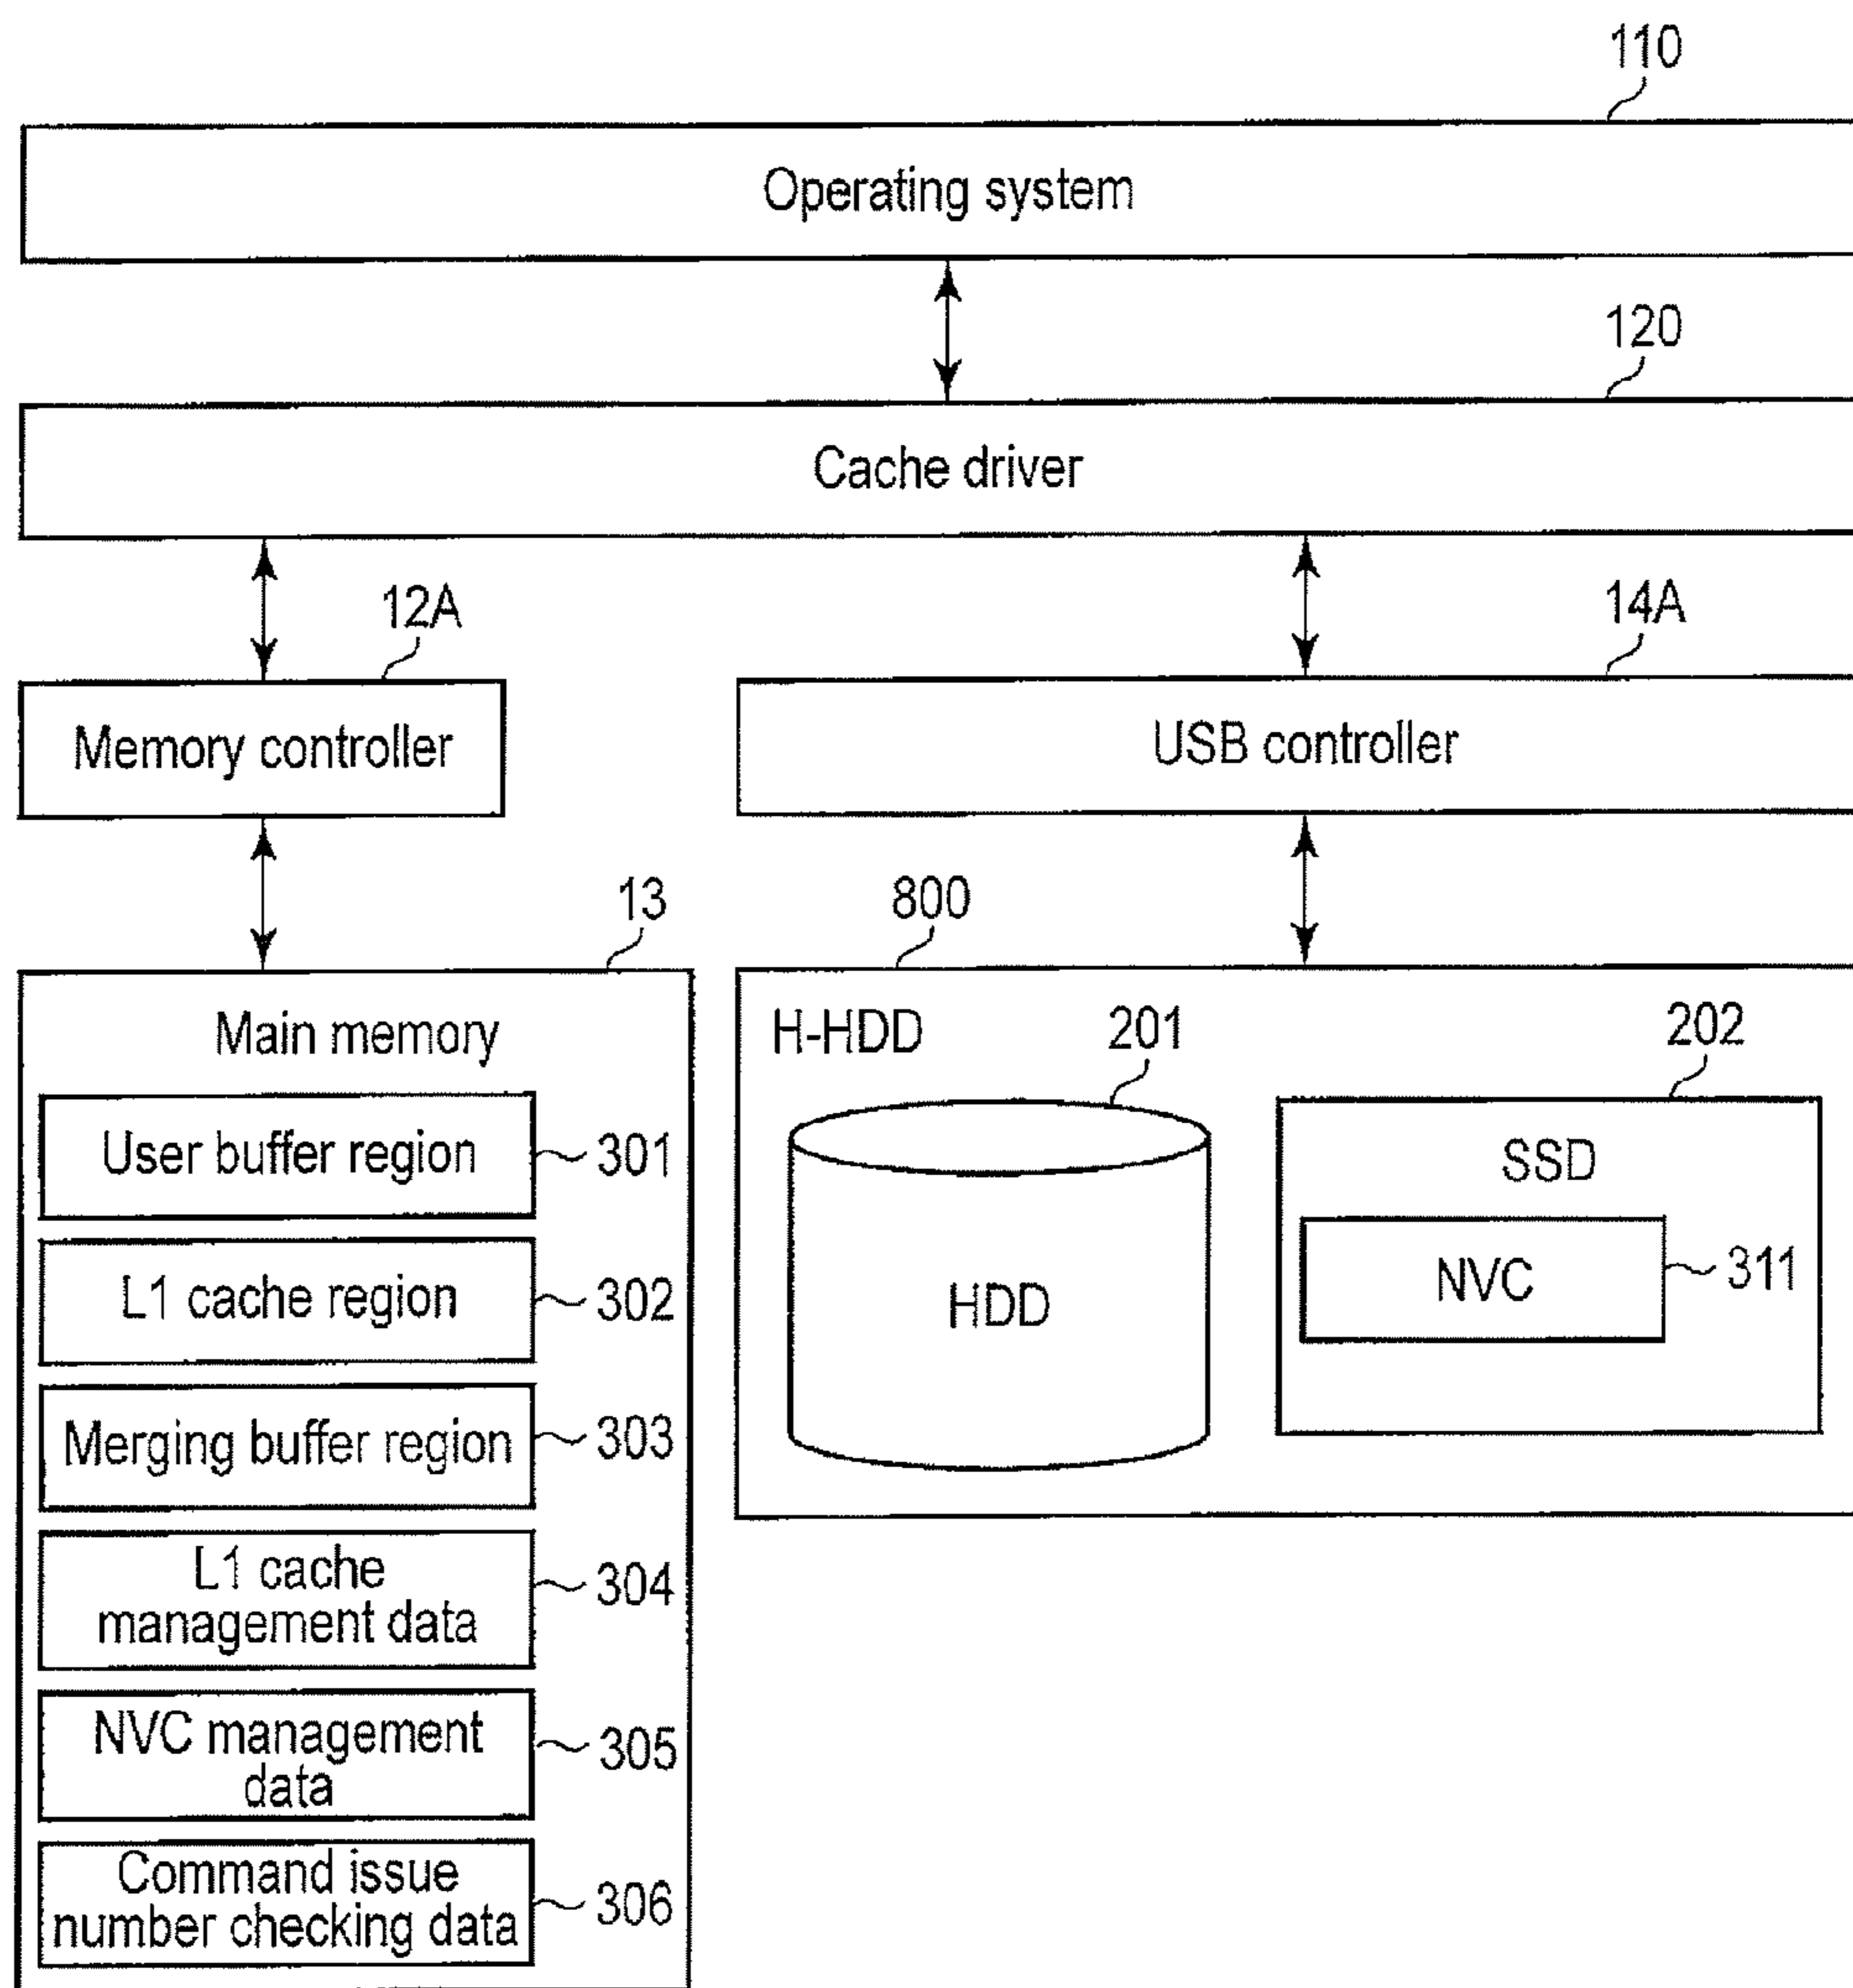 110
Operating system
120
Cache driver
12A
14A
Memory controller
USB controller
13
800
Main memory
H-HDD
201
202
User buffer region
301
SSD
L1 cache region
302
HDD
NVC
311
Merging buffer region
303
L1 cache
management data
304
NVC management
data
305
Command issue
number checking data
306